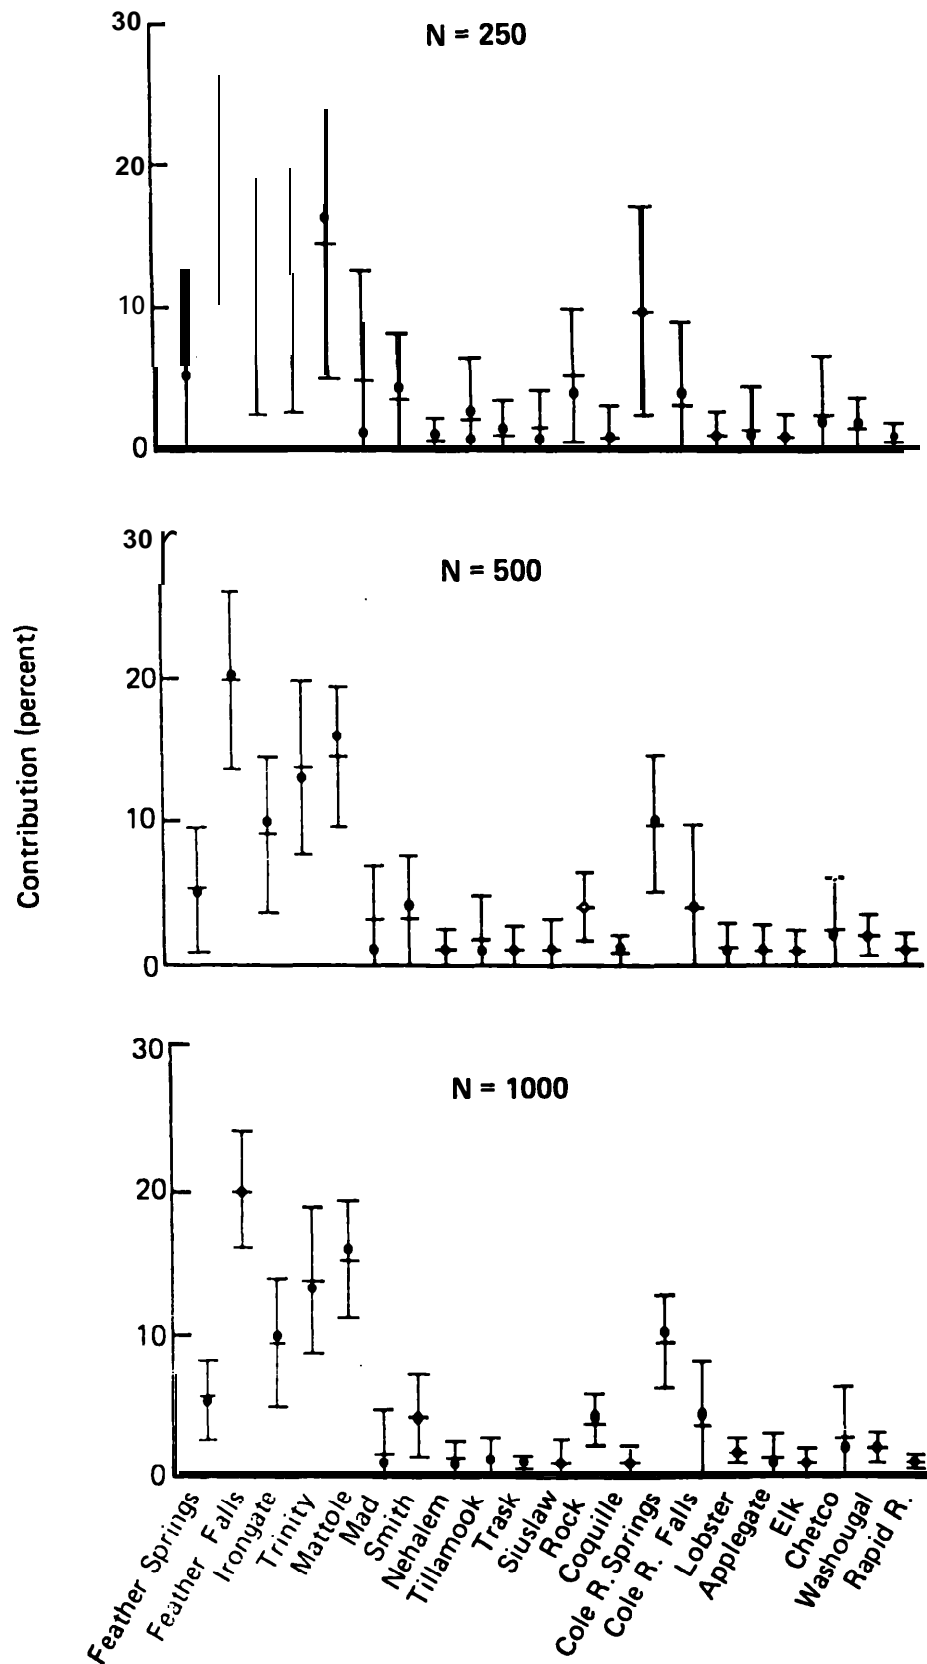 N = 250
30
20
10
0
N = 500
30
20
10
0
Contribution (percent)
N = 1000
30
20
10
0
Feather Springs
Feather Falls
Irongate
Trinity
Mattole
Mad
Smith
Nehalem
Tillamook
Trask
Siuslaw
Rock
Coquille
Cole R. Springs
Cole R. Falls
Lobster
Applegate
Elk
Chetco
Washougal
Rapid R.